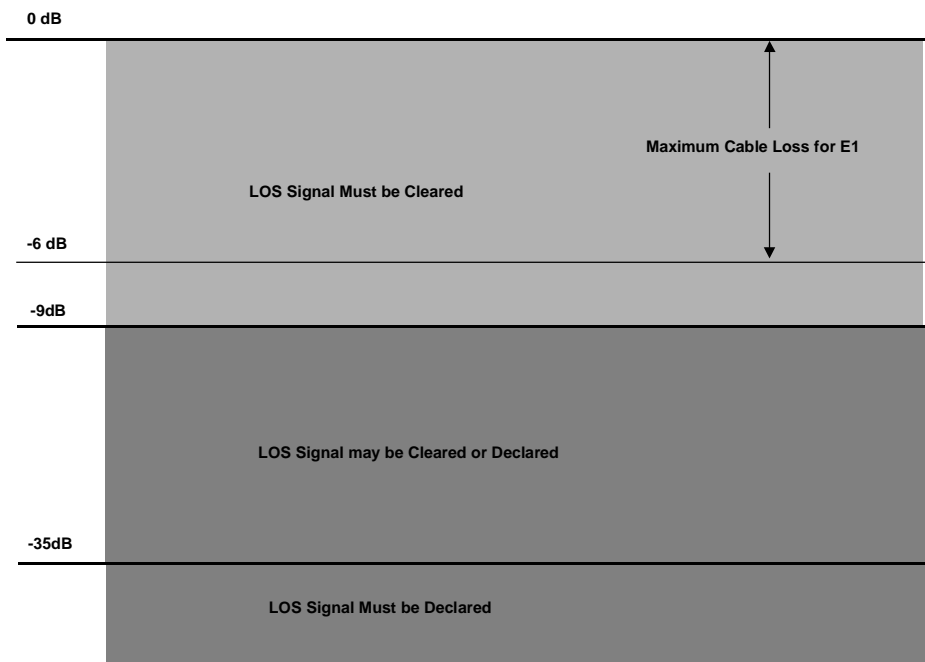 0 dB
Maximum Cable Loss for E1
LOS Signal Must be Cleared
-6 dB
-9dB
LOS Signal may be Cleared or Declared
-35dB
LOS Signal Must be Declared